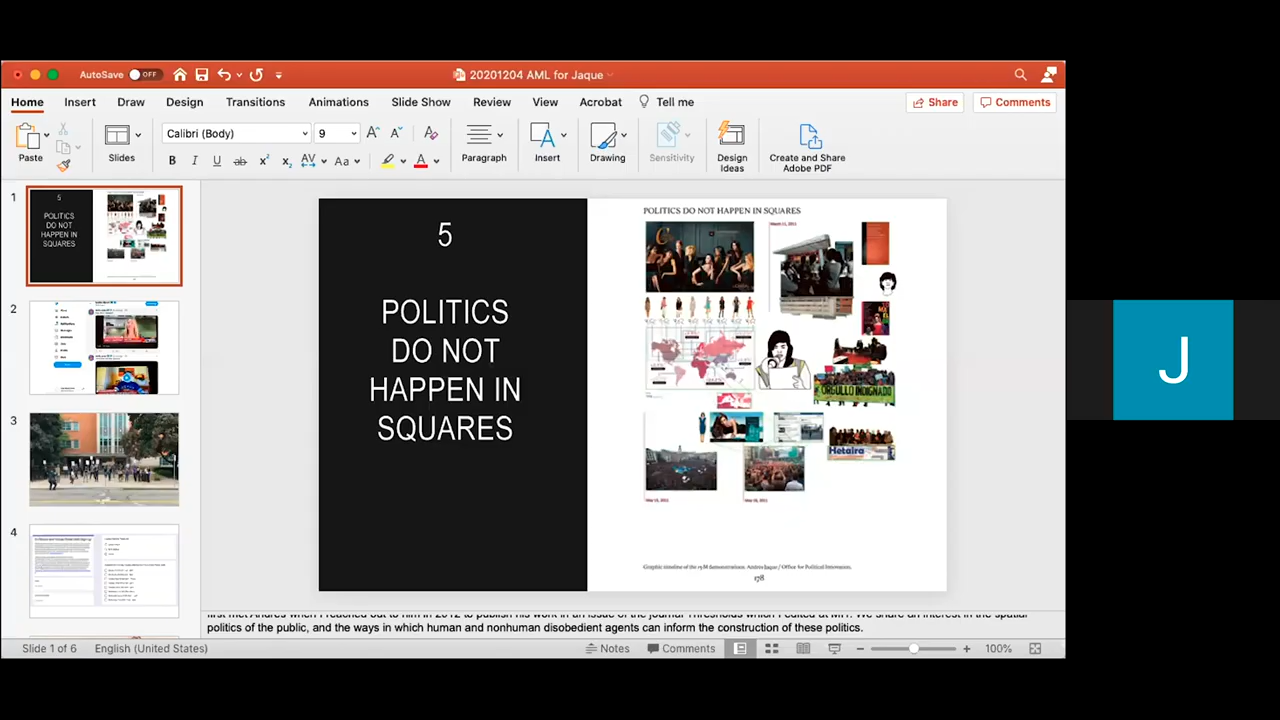 AutoSave OFF
20201204 AML for Jaque
Home Insert Draw Design Transitions Animations Slide Show Review View Acrobat Tell me
Share Comments
Calibri (Body) 9
Paste Slides Paragraph Insert Drawing Sensitivity Design Ideas Create and Share Adobe PDF
1
5
POLITICS
DO NOT
HAPPEN IN
SQUARES
2
3
4
5
POLITICS
DO NOT
HAPPEN IN
SQUARES
POLITICS DO NOT HAPPEN IN SQUARES
March 11, 2011
ORGULLO INDIGNADO
Hetaira
May 15, 2011
Graphic timeline of the 15M demonstrations. Andrés Jaque / Office for Political Innovation.
178
first met Andres when I reached out to him in 2012 to publish his work in an issue of the journal Thresholds which I edited at MIT. We share an interest in the spatial
politics of the public, and the ways in which human and nonhuman disobedient agents can inform the construction of these politics.
Slide 1 of 6 English (United States) Notes Comments 100%
J